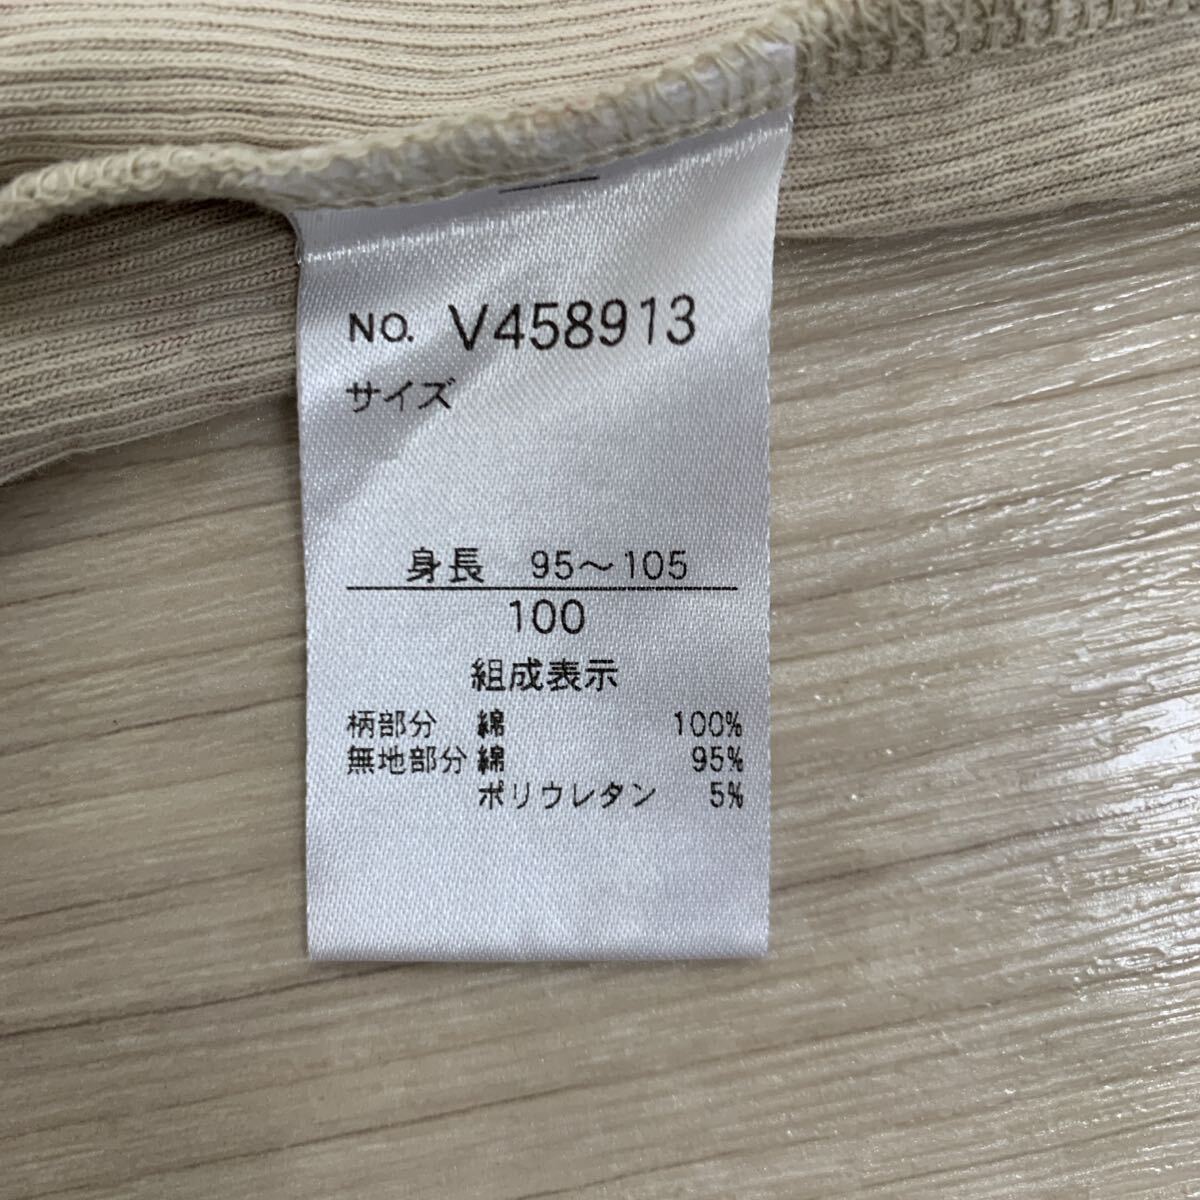 NO. V458913
サイズ
身長 95～105
100
組成表示
柄部分 綿 100%
無地部分 綿 95%
ポリウレタン 5%